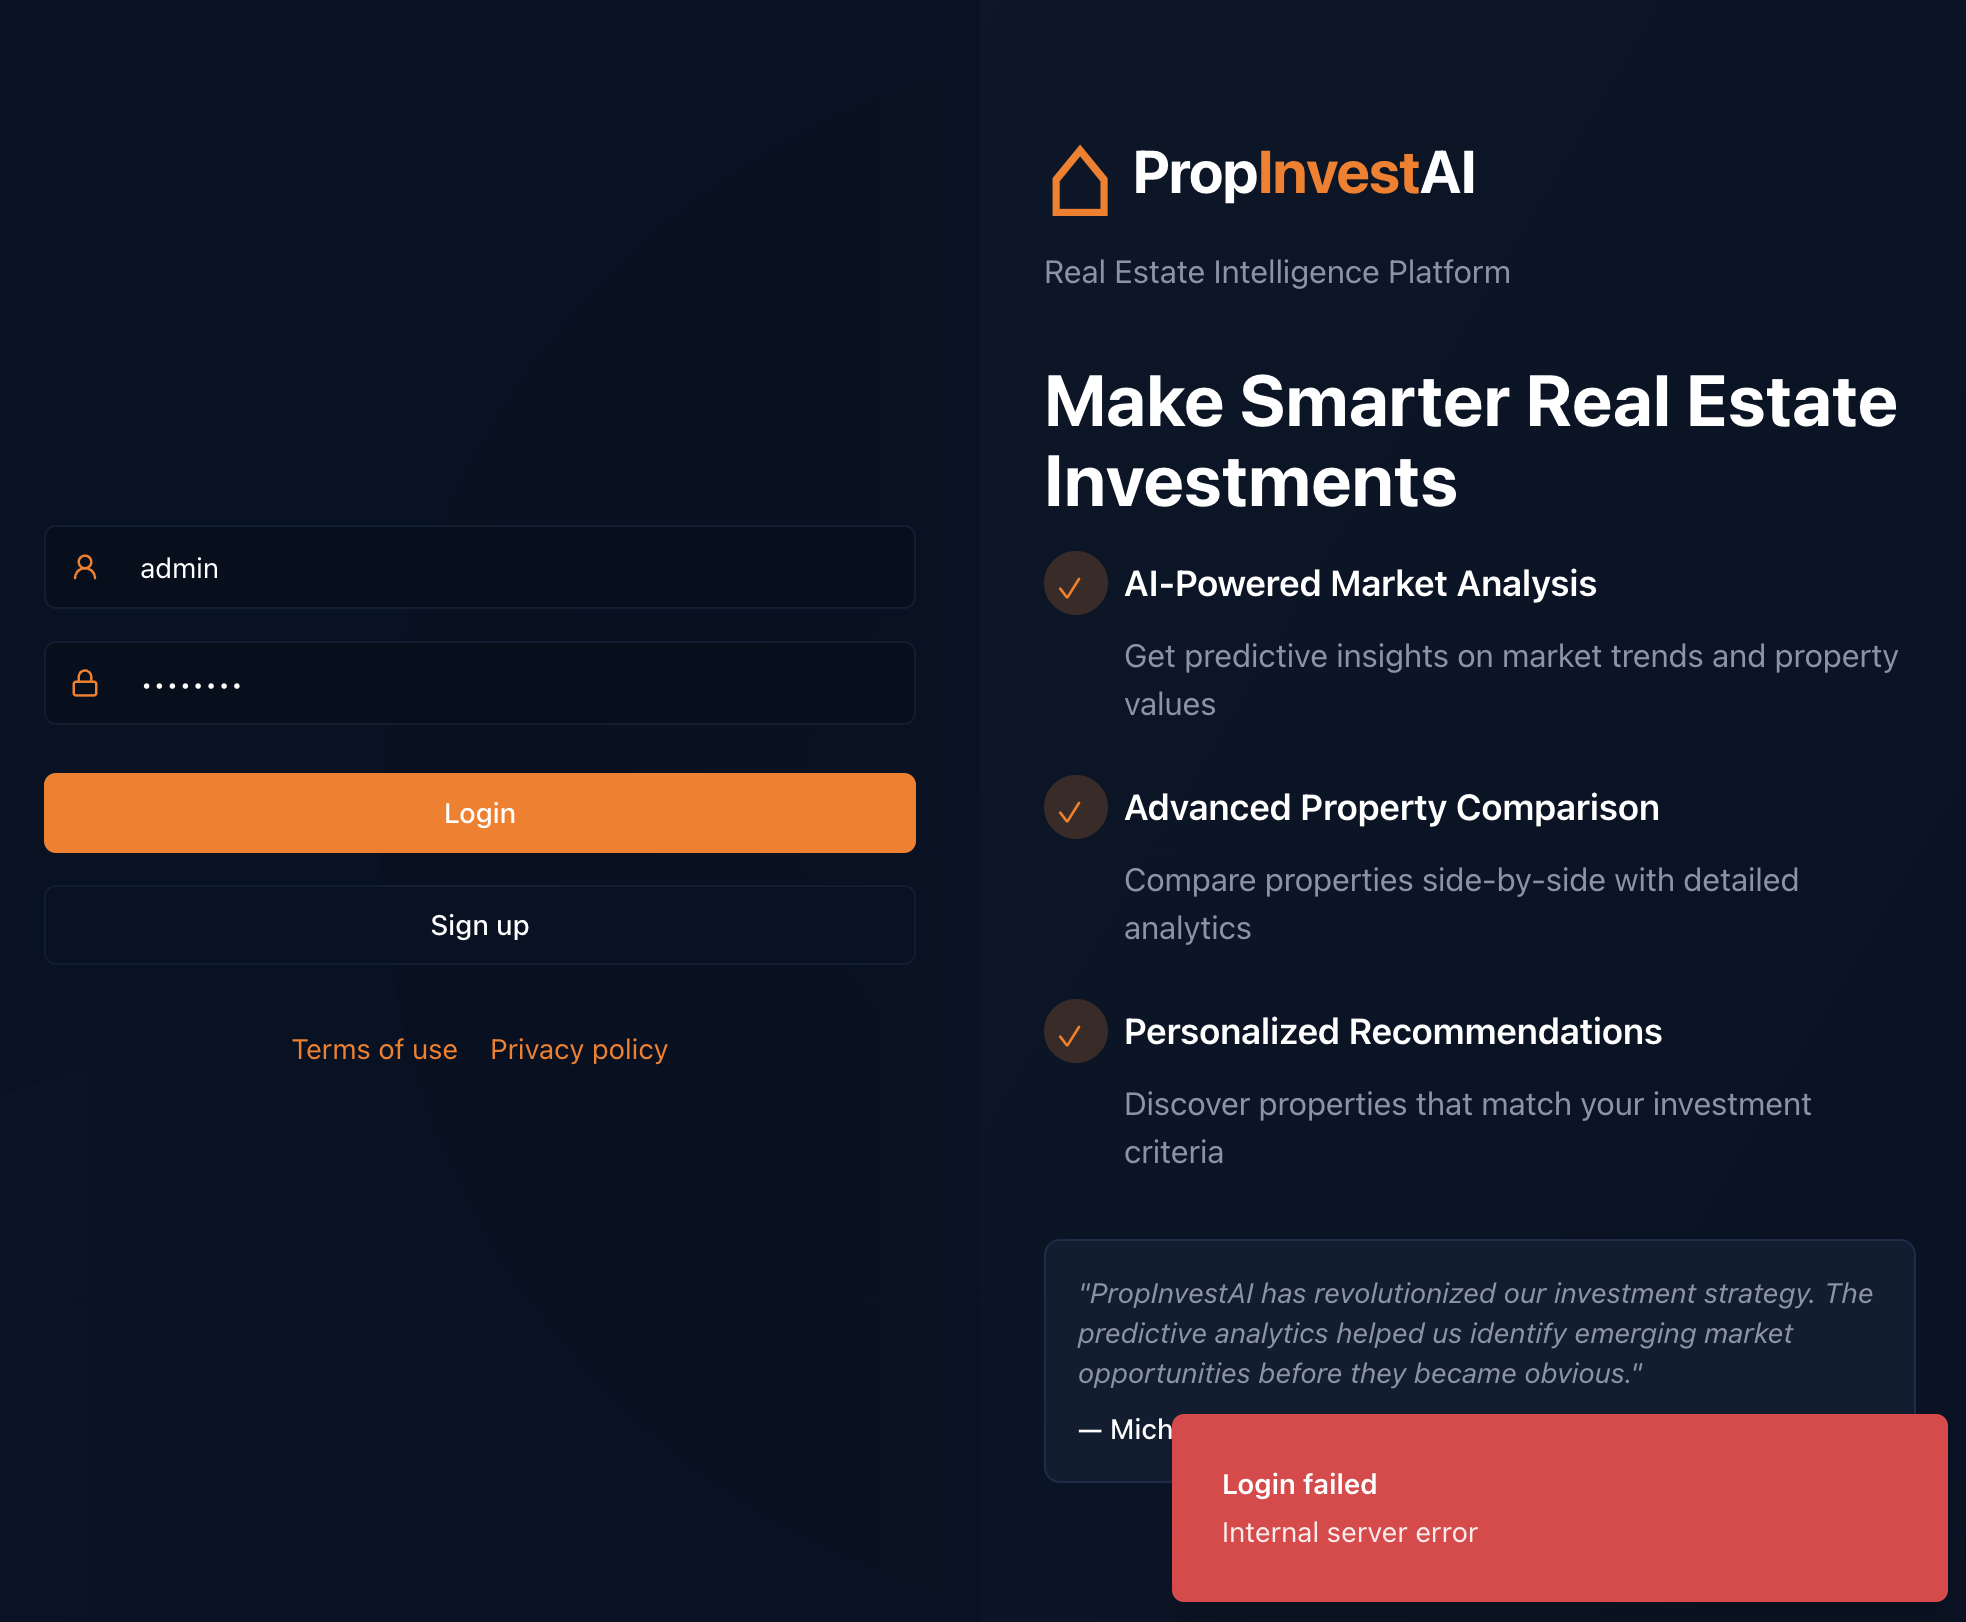 admin
••••••••
Login
Sign up
Terms of use Privacy policy
PropInvestAI
Real Estate Intelligence Platform
Make Smarter Real Estate
Investments
AI-Powered Market Analysis
Get predictive insights on market trends and property
values
Advanced Property Comparison
Compare properties side-by-side with detailed
analytics
Personalized Recommendations
Discover properties that match your investment
criteria
"PropInvestAI has revolutionized our investment strategy. The
predictive analytics helped us identify emerging market
opportunities before they became obvious."
— Mich
Login failed
Internal server error